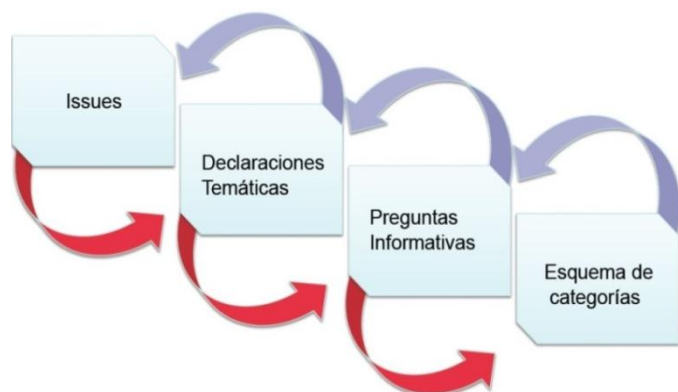 Issues
Declaraciones
Temáticas
Preguntas
Informativas
Esquema de
categorías